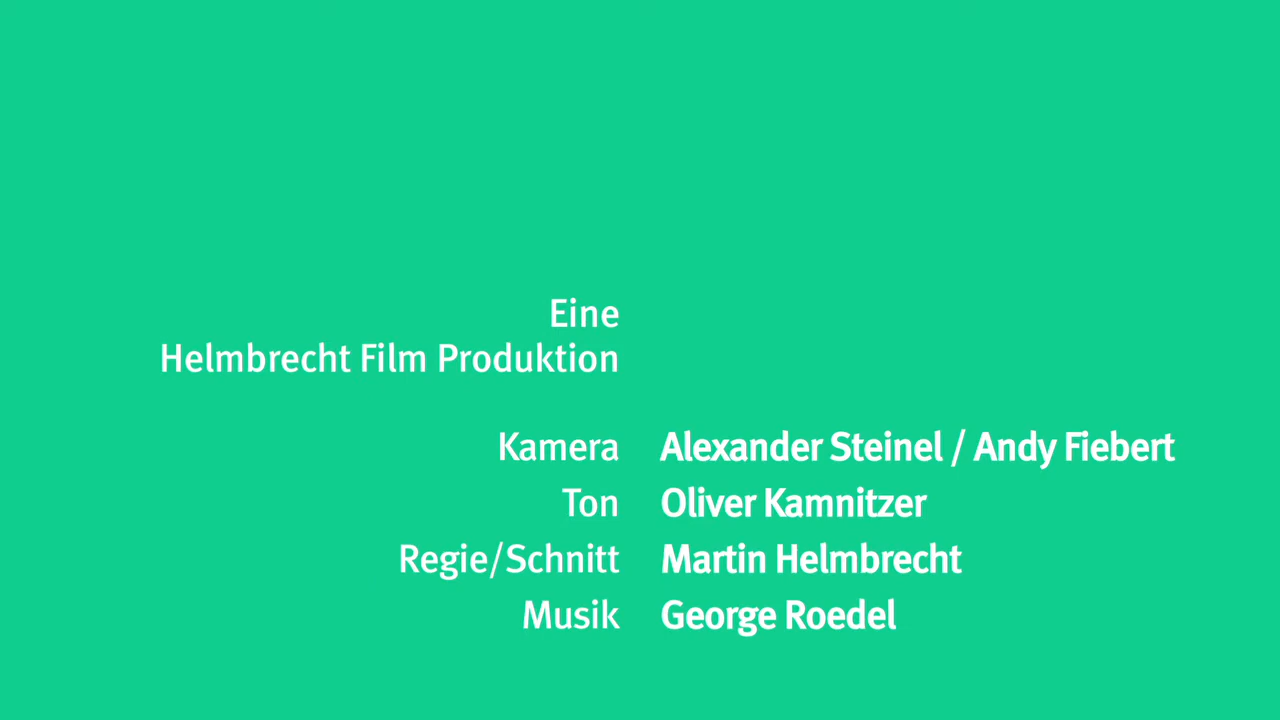 Eine
Helmbrecht Film Produktion
Kamera Alexander Steinel / Andy Fiebert
Ton Oliver Kamnitzer
Regie/Schnitt Martin Helmbrecht
Musik George Roedel